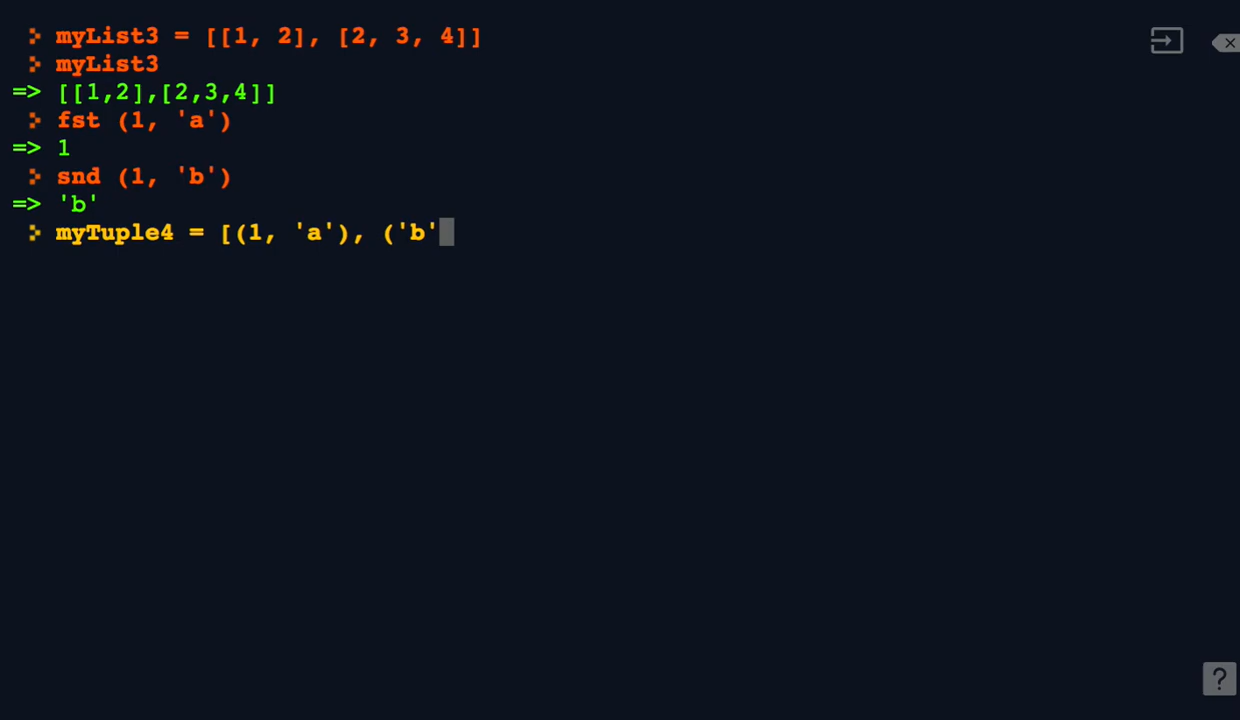 myList3 = [[1, 2], [2, 3, 4]]
myList3
=> [[1,2],[2,3,4]]
fst (1, 'a')
=> 1
snd (1, 'b')
=> 'b'
myTuple4 = [(1, 'a'), ('b'
?